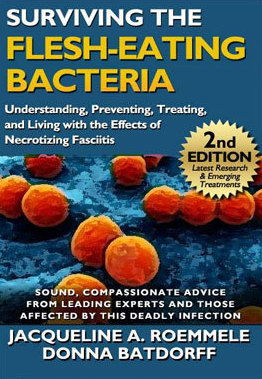 SURVIVING THE
FLESH-EATING
BACTERIA
Understanding, Preventing, Treating,
and Living with the Effects of
Necrotizing Fasciitis
2nd
EDITION
Latest Research
& Emerging
Treatments
SOUND, COMPASSIONATE ADVICE
FROM LEADING EXPERTS AND THOSE
AFFECTED BY THIS DEADLY INFECTION
JACQUELINE A. ROEMMELE
DONNA BATDORFF